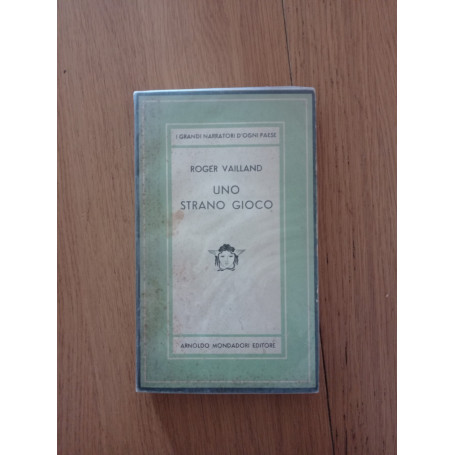 I GRANDI NARRATORI D'OGNI PAESE
ROGER VAILLAND
UNO
STRANO GIOCO
ARNOLDO MONDADORI EDITORE